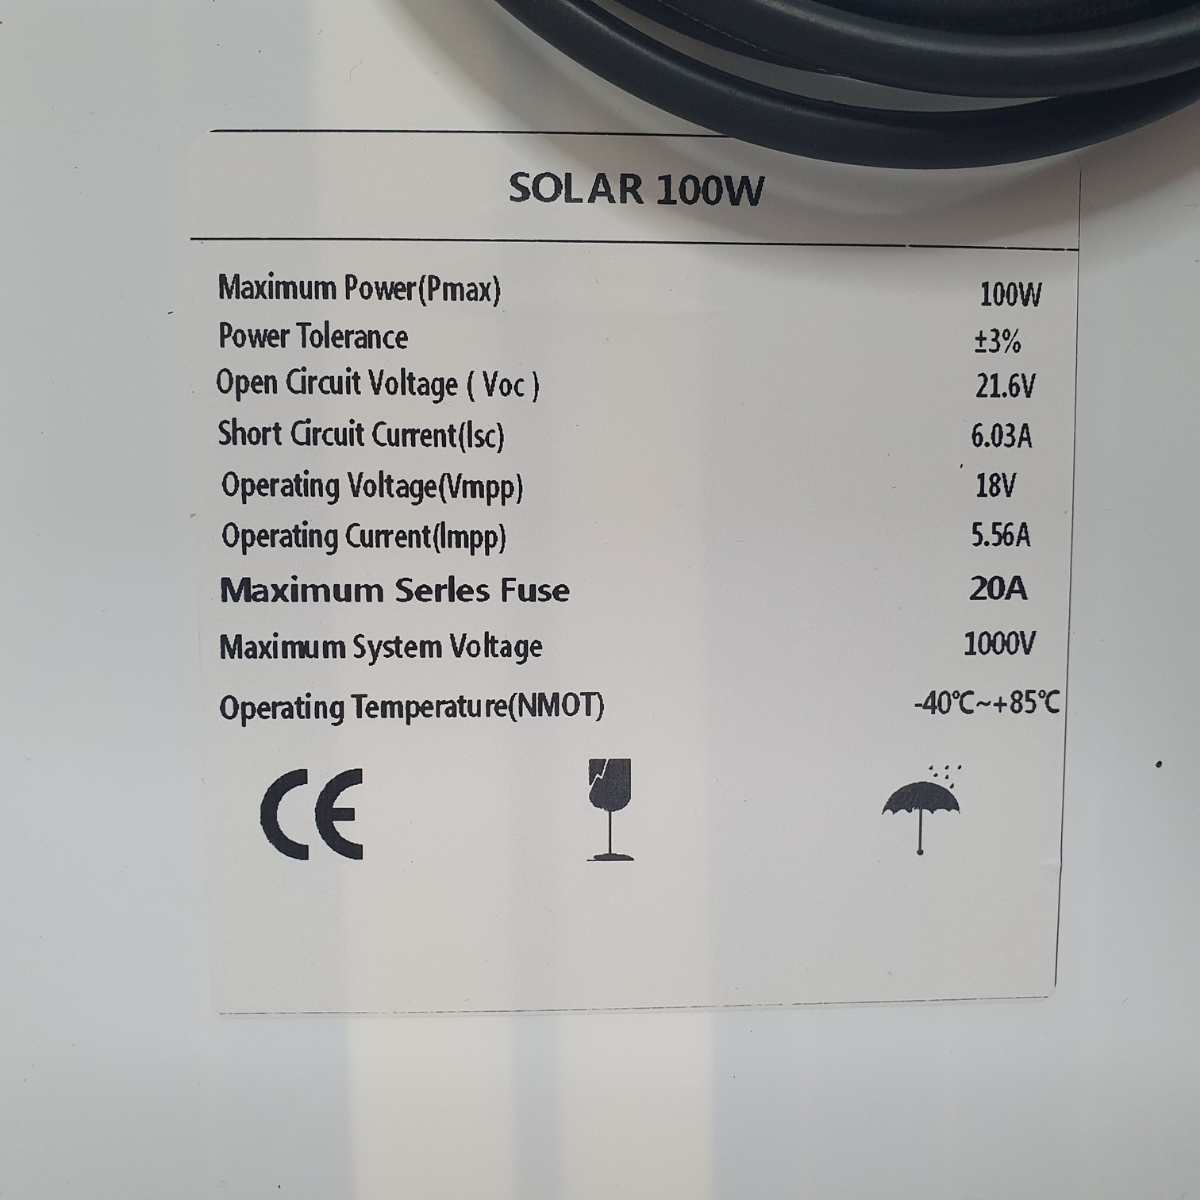 SOLAR 100W
Maximum Power(Pmax) 100W
Power Tolerance ±3%
Open Circuit Voltage ( Voc ) 21.6V
Short Circuit Current(Isc) 6.03A
Operating Voltage(Vmpp) 18V
Operating Current(Impp) 5.56A
Maximum Serles Fuse 20A
Maximum System Voltage 1000V
Operating Temperature(NMOT) -40℃~+85℃
CE